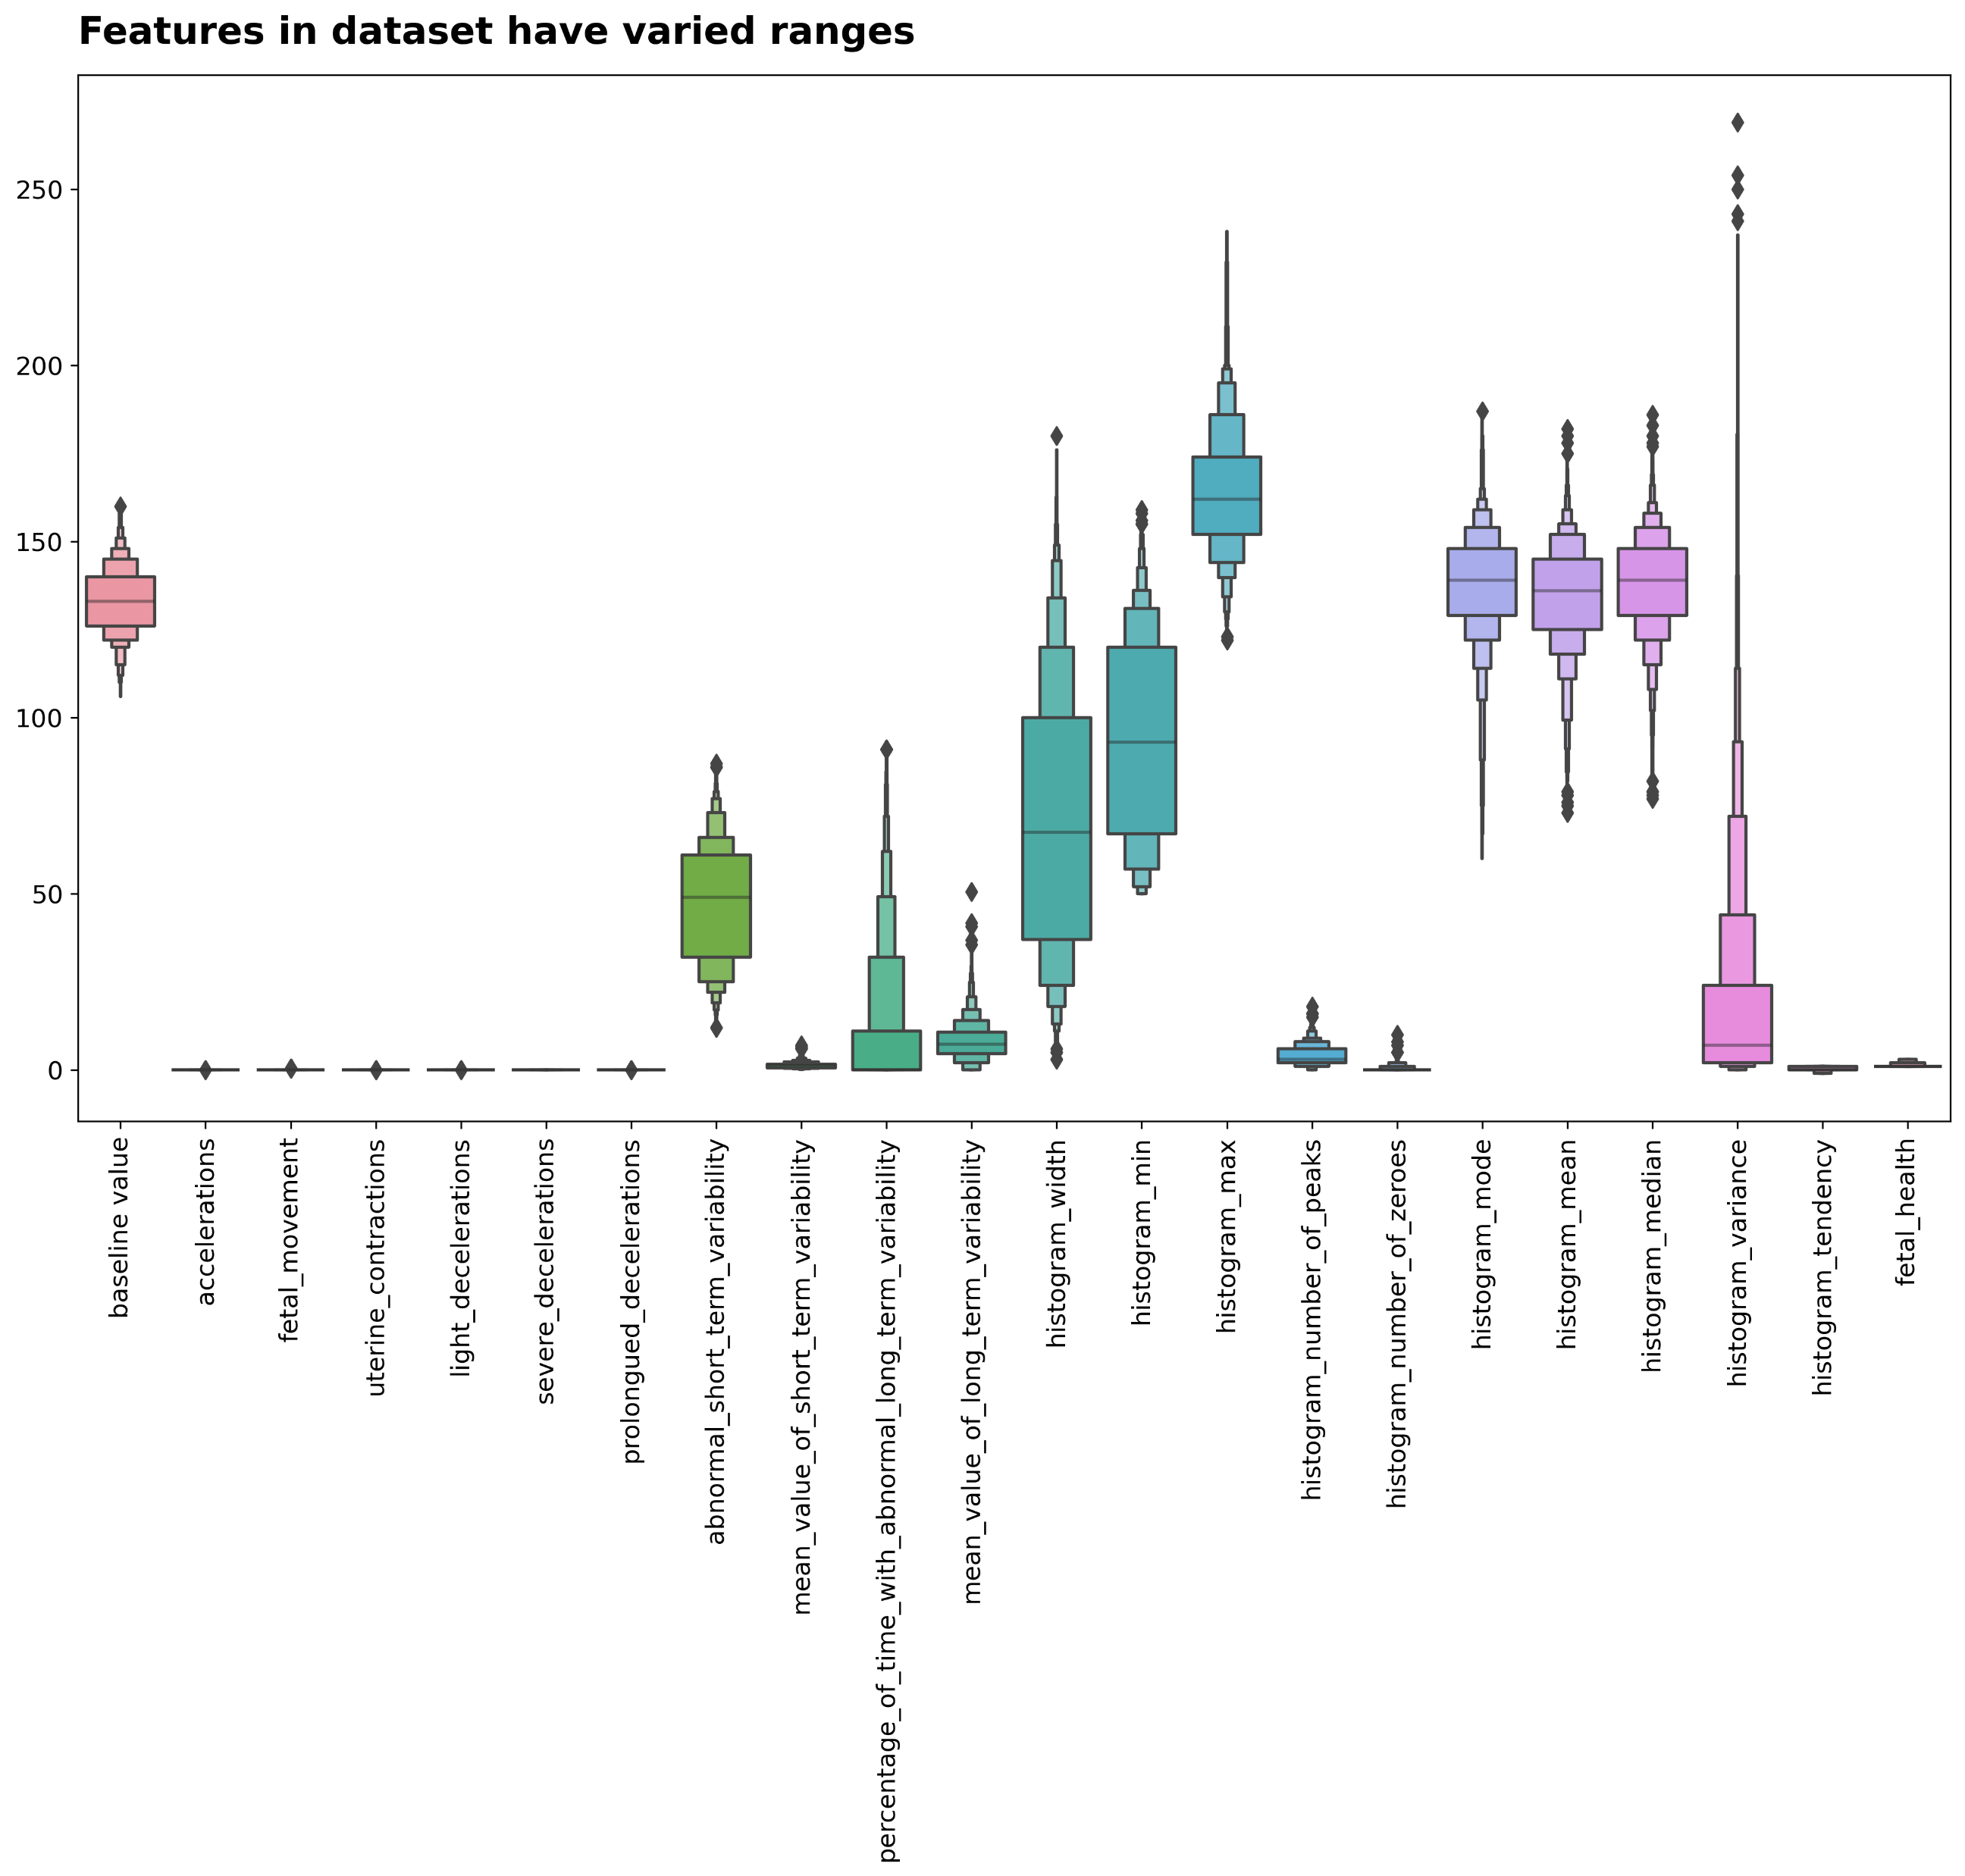 Features in dataset have varied ranges
250
200
150
100
50
0
baseline value
accelerations
fetal_movement
uterine_contractions
light_decelerations
severe_decelerations
prolongued_decelerations
abnormal_short_term_variability
mean_value_of_short_term_variability
percentage_of_time_with_abnormal_long_term_variability
mean_value_of_long_term_variability
histogram_width
histogram_min
histogram_max
histogram_number_of_peaks
histogram_number_of_zeroes
histogram_mode
histogram_mean
histogram_median
histogram_variance
histogram_tendency
fetal_health